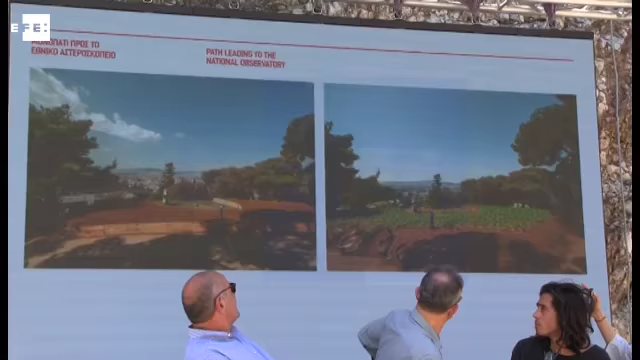 EFE:
ΜΟΝΟΠΑΤΙ ΠΡΟΣ ΤΟ
ΕΘΝΙΚΟ ΑΣΤΕΡΟΣΚΟΠΕΙΟ
PATH LEADING TO THE
NATIONAL OBSERVATORY